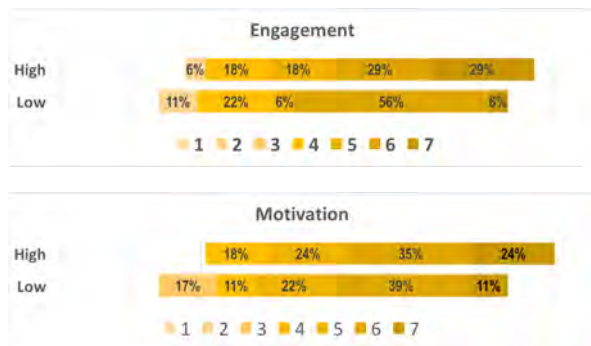 Engagement
High 6% 18% 18% 29% 29%
Low 11% 22% 6% 56% 6%
1 2 3 4 5 6 7
Motivation
High 18% 24% 35% 24%
Low 17% 11% 22% 39% 11%
1 2 3 4 5 6 7